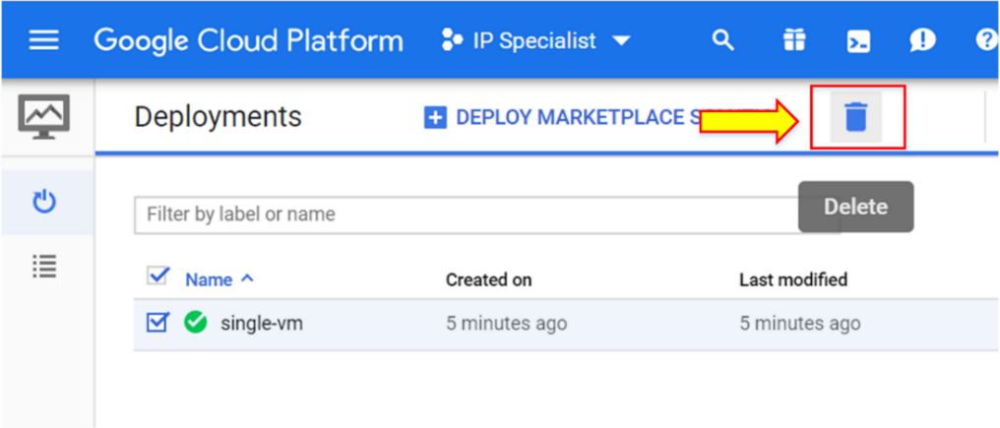 Google Cloud Platform IP Specialist
Deployments DEPLOY MARKETPLACE
Filter by label or name
Delete
Name Created on Last modified
single-vm 5 minutes ago 5 minutes ago